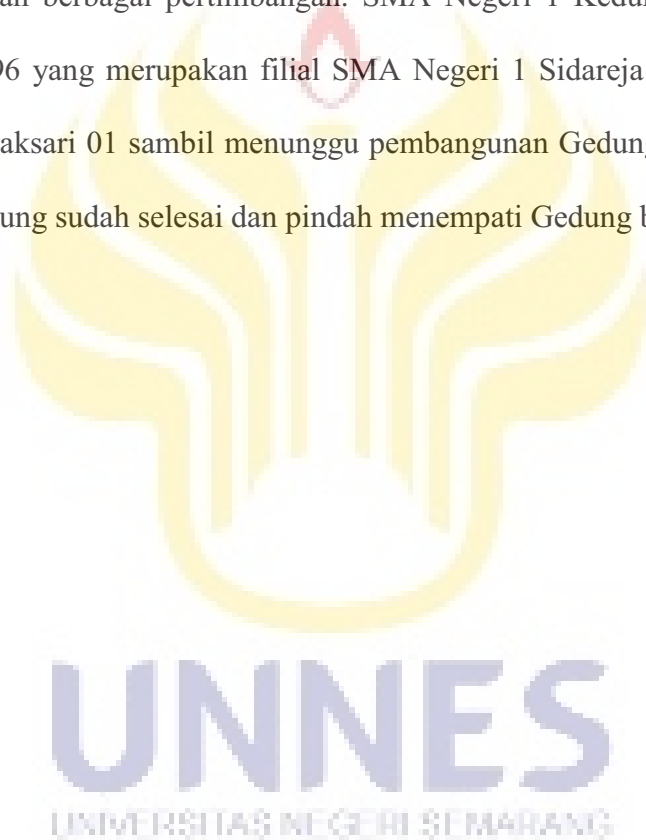 an berbagai pertimbangan. SMA Negeri 1 Kedun
96 yang merupakan filial SMA Negeri 1 Sidareja
aksari 01 sambil menunggu pembangunan Gedung
ung sudah selesai dan pindah menempati Gedung b
UNNES
UNIVERSITAS NEGERI SEMARANG